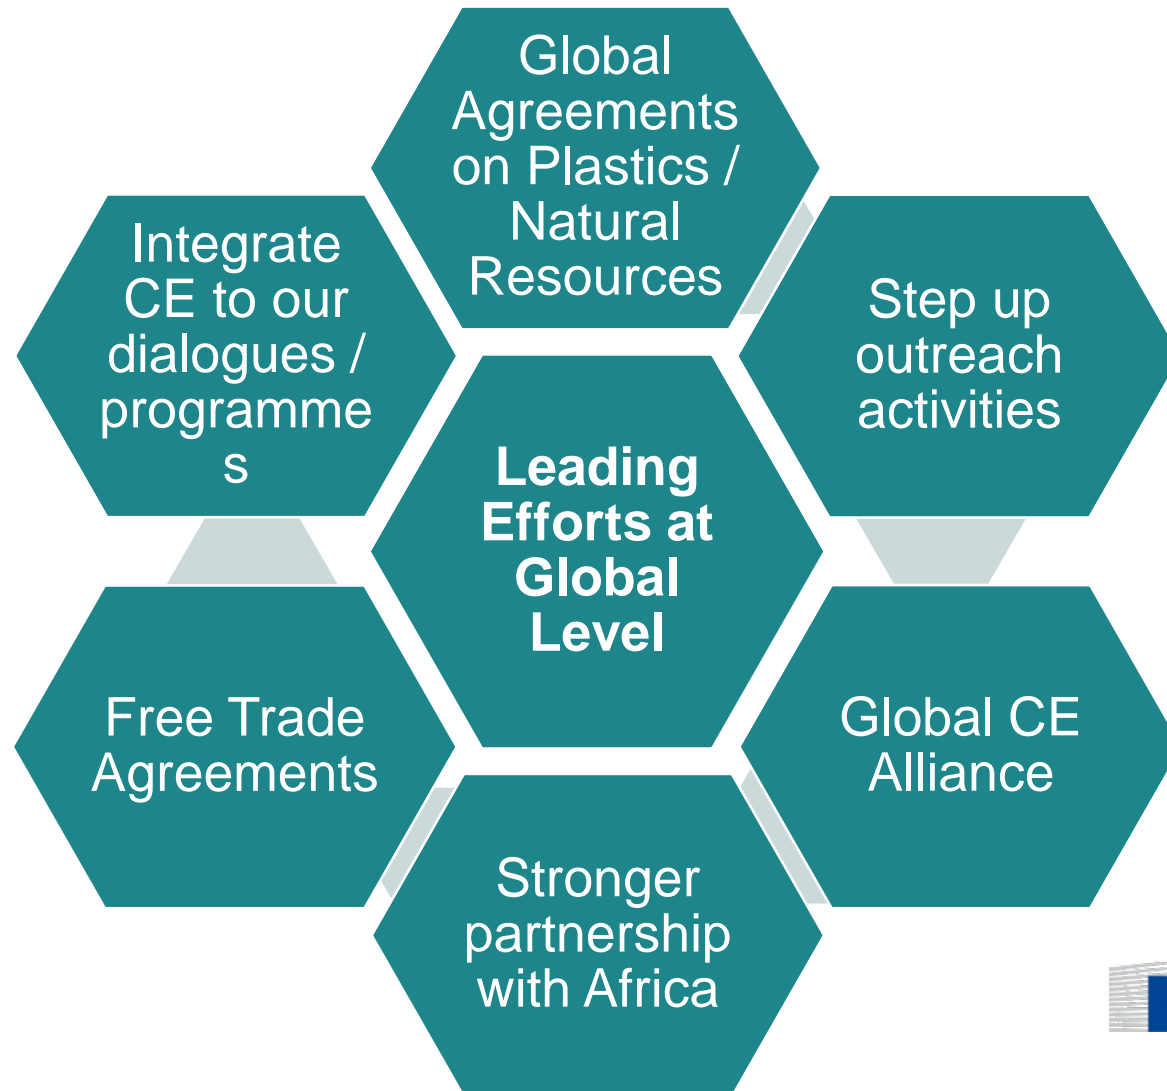 Global
Agreements
on Plastics /
Natural
Resources
Integrate
CE to our
dialogues /
programme
s
Step up
outreach
activities
Leading
Efforts at
Global
Level
Free Trade
Agreements
Global CE
Alliance
Stronger
partnership
with Africa